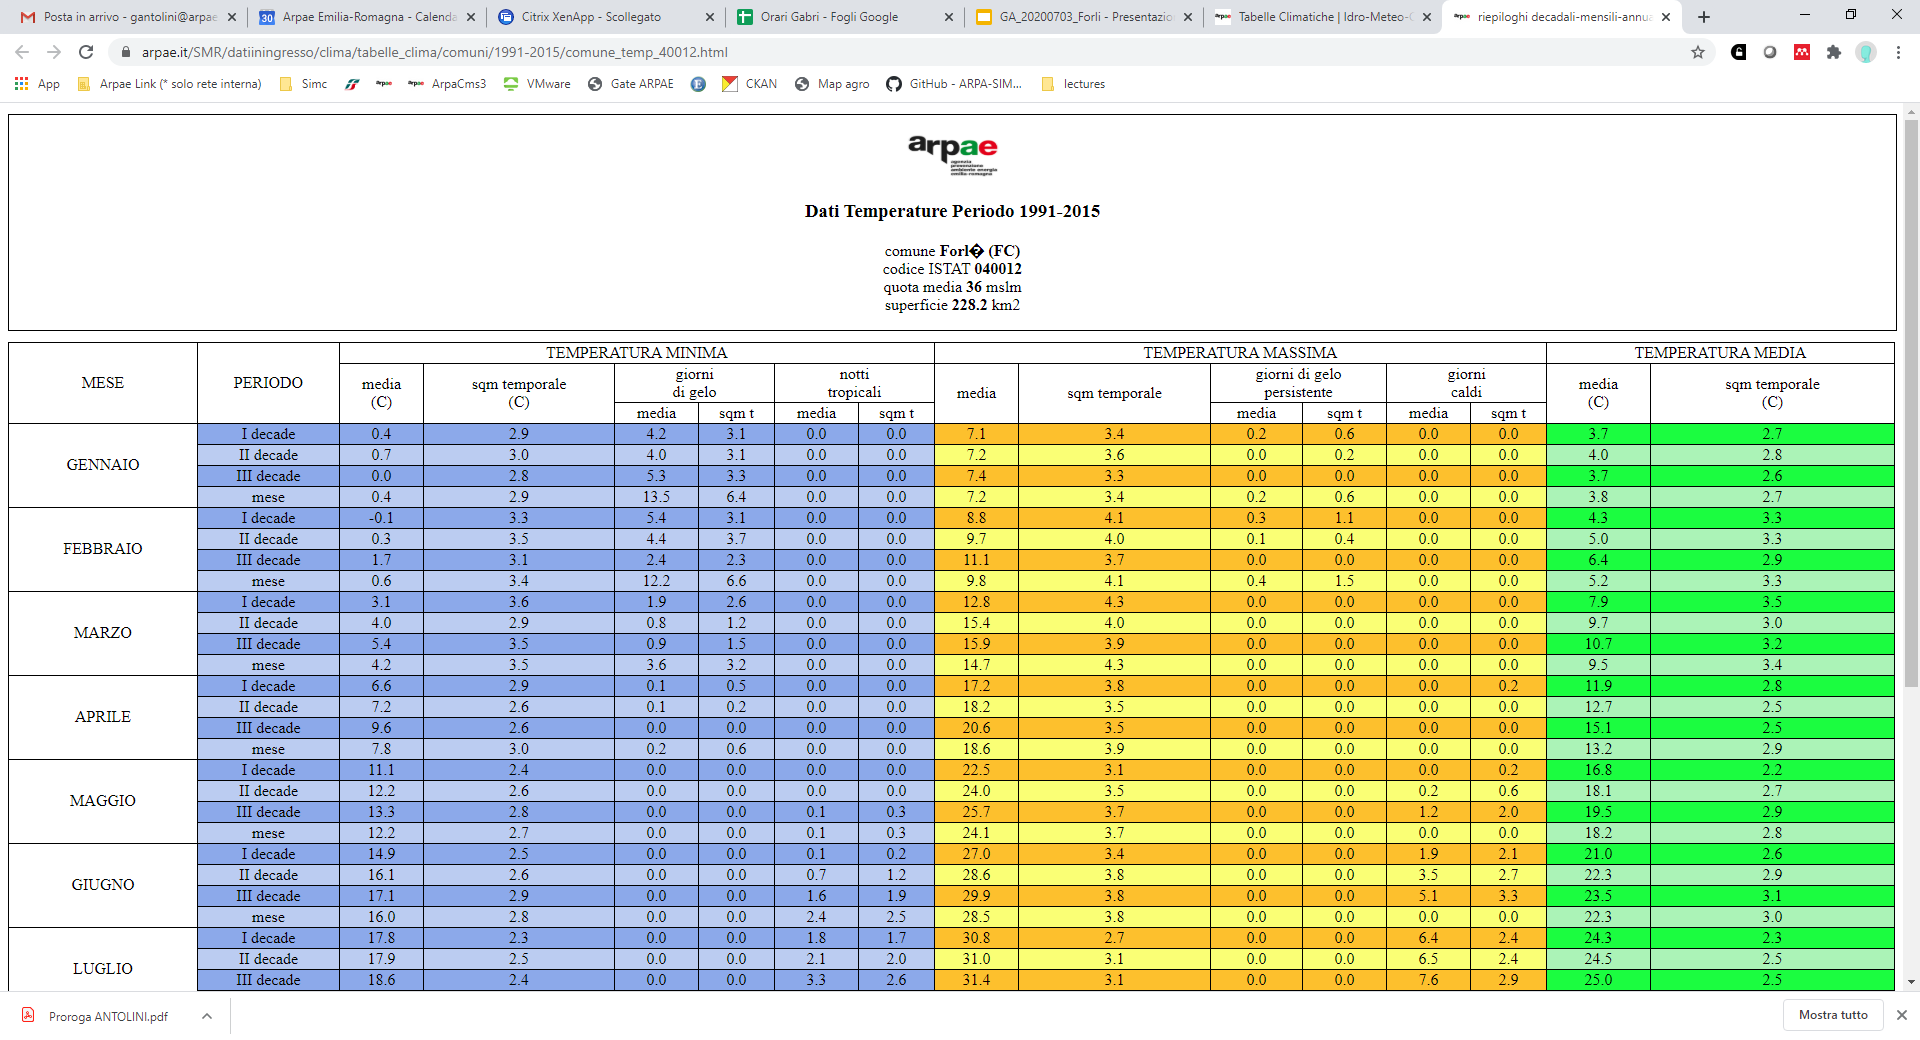 Posta in arrivo - gantolini@arpae
Arpae Emilia-Romagna - Calenda
Citrix XenApp - Scollegato
Orari Gabri - Fogli Google
GA_20200703_Forli - Presentazio
Tabelle Climatiche | Idro-Meteo-C
riepiloghi decadali-mensili-annua
arpae.it/SMR/datiiningresso/clima/tabelle_clima/comuni/1991-2015/comune_temp_40012.html
App Arpae Link (* solo rete interna) Simc ArpaCms3 VMware Gate ARPAE CKAN Map agro GitHub - ARPA-SIM... lectures
arpae
agenzia
prevenzione
ambiente energia
emilia-romagna
Dati Temperature Periodo 1991-2015
comune Forl� (FC)
codice ISTAT 040012
quota media 36 mslm
superficie 228.2 km2
MESE PERIODO TEMPERATURA MINIMA TEMPERATURA MASSIMA TEMPERATURA MEDIA
media (C) sqm temporale (C) giorni di gelo notti tropicali media sqm temporale giorni di gelo persistente giorni caldi media (C) sqm temporale (C)
media sqm t media sqm t media sqm t media sqm t
GENNAIO
I decade 0.4 2.9 4.2 3.1 0.0 0.0 7.1 3.4 0.2 0.6 0.0 0.0 3.7 2.7
II decade 0.7 3.0 4.0 3.1 0.0 0.0 7.2 3.6 0.0 0.2 0.0 0.0 4.0 2.8
III decade 0.0 2.8 5.3 3.3 0.0 0.0 7.4 3.3 0.0 0.0 0.0 0.0 3.7 2.6
mese 0.4 2.9 13.5 6.4 0.0 0.0 7.2 3.4 0.2 0.6 0.0 0.0 3.8 2.7
FEBBRAIO
I decade -0.1 3.3 5.4 3.1 0.0 0.0 8.8 4.1 0.3 1.1 0.0 0.0 4.3 3.3
II decade 0.3 3.5 4.4 3.7 0.0 0.0 9.7 4.0 0.1 0.4 0.0 0.0 5.0 3.3
III decade 1.7 3.1 2.4 2.3 0.0 0.0 11.1 3.7 0.0 0.0 0.0 0.0 6.4 2.9
mese 0.6 3.4 12.2 6.6 0.0 0.0 9.8 4.1 0.4 1.5 0.0 0.0 5.2 3.3
MARZO
I decade 3.1 3.6 1.9 2.6 0.0 0.0 12.8 4.3 0.0 0.0 0.0 0.0 7.9 3.5
II decade 4.0 2.9 0.8 1.2 0.0 0.0 15.4 4.0 0.0 0.0 0.0 0.0 9.7 3.0
III decade 5.4 3.5 0.9 1.5 0.0 0.0 15.9 3.9 0.0 0.0 0.0 0.0 10.7 3.2
mese 4.2 3.5 3.6 3.2 0.0 0.0 14.7 4.3 0.0 0.0 0.0 0.0 9.5 3.4
APRILE
I decade 6.6 2.9 0.1 0.5 0.0 0.0 17.2 3.8 0.0 0.0 0.0 0.2 11.9 2.8
II decade 7.2 2.6 0.1 0.2 0.0 0.0 18.2 3.5 0.0 0.0 0.0 0.0 12.7 2.5
III decade 9.6 2.6 0.0 0.0 0.0 0.0 20.6 3.5 0.0 0.0 0.0 0.0 15.1 2.5
mese 7.8 3.0 0.2 0.6 0.0 0.0 18.6 3.9 0.0 0.0 0.0 0.0 13.2 2.9
MAGGIO
I decade 11.1 2.4 0.0 0.0 0.0 0.0 22.5 3.1 0.0 0.0 0.0 0.2 16.8 2.2
II decade 12.2 2.6 0.0 0.0 0.0 0.0 24.0 3.5 0.0 0.0 0.2 0.6 18.1 2.7
III decade 13.3 2.8 0.0 0.0 0.1 0.3 25.7 3.7 0.0 0.0 1.2 2.0 19.5 2.9
mese 12.2 2.7 0.0 0.0 0.1 0.3 24.1 3.7 0.0 0.0 0.0 0.0 18.2 2.8
GIUGNO
I decade 14.9 2.5 0.0 0.0 0.1 0.2 27.0 3.4 0.0 0.0 1.9 2.1 21.0 2.6
II decade 16.1 2.6 0.0 0.0 0.7 1.2 28.6 3.8 0.0 0.0 3.5 2.7 22.3 2.9
III decade 17.1 2.9 0.0 0.0 1.6 1.9 29.9 3.8 0.0 0.0 5.1 3.3 23.5 3.1
mese 16.0 2.8 0.0 0.0 2.4 2.5 28.5 3.8 0.0 0.0 0.0 0.0 22.3 3.0
LUGLIO
I decade 17.8 2.3 0.0 0.0 1.8 1.7 30.8 2.7 0.0 0.0 6.4 2.4 24.3 2.3
II decade 17.9 2.5 0.0 0.0 2.1 2.0 31.0 3.1 0.0 0.0 6.5 2.4 24.5 2.5
III decade 18.6 2.4 0.0 0.0 3.3 2.6 31.4 3.1 0.0 0.0 7.6 2.9 25.0 2.5
Proroga ANTOLINI.pdf
Mostra tutto